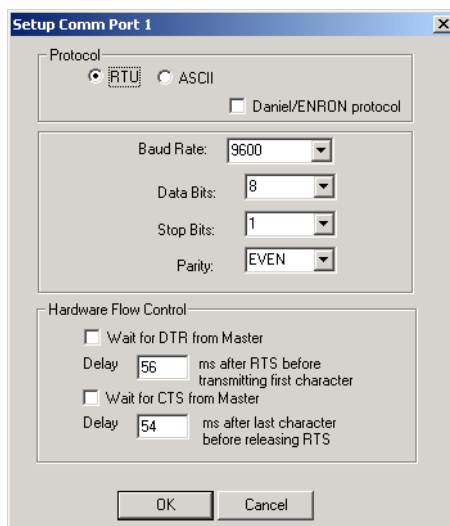 Setup Comm Port 1
Protocol
RTU ASCII
Daniel/ENRON protocol
Baud Rate: 9600
Data Bits: 8
Stop Bits: 1
Parity: EVEN
Hardware Flow Control
Wait for DTR from Master
Delay 56 ms after RTS before
transmitting first character
Wait for CTS from Master
Delay 54 ms after last character
before releasing RTS
OK Cancel